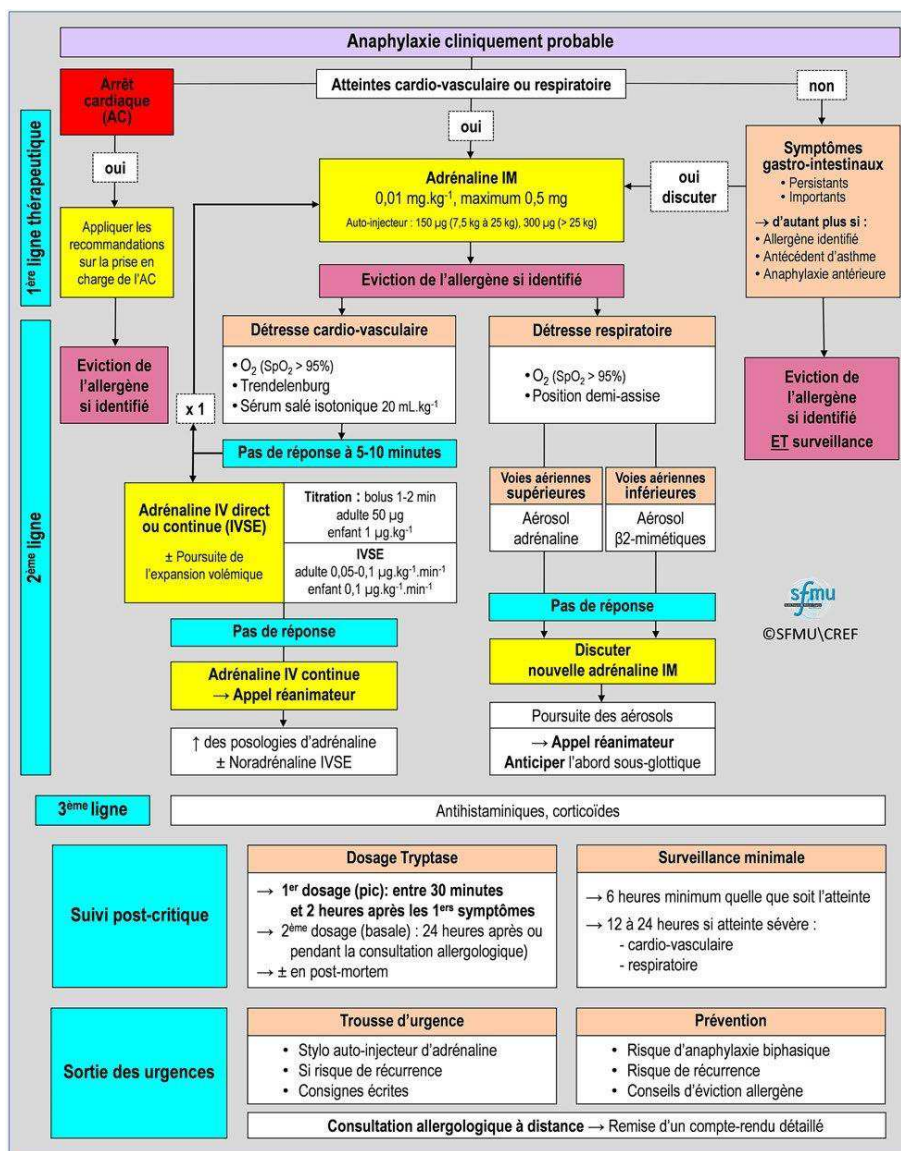 Anaphylaxie cliniquement probable
Arrêt
cardiaque
(AC)
Atteintes cardio-vasculaire ou respiratoire
non
oui
oui
1ère ligne thérapeutique
Appliquer les
recommandations
sur la prise en
charge de l'AC
Adrénaline IM
0,01 mg.kg-1, maximum 0,5 mg
Auto-injecteur : 150 µg (7,5 kg à 25 kg), 300 µg (> 25 kg)
oui
discuter
Symptômes
gastro-intestinaux
• Persistants
• Importants
→ d'autant plus si :
• Allergène identifié
• Antécédent d'asthme
• Anaphylaxie antérieure
Eviction de l'allergène si identifié
2ème ligne
Eviction de
l'allergène
si identifié
x 1
Détresse cardio-vasculaire
• O2 (SpO2 > 95%)
• Trendelenburg
• Sérum salé isotonique 20 mL.kg-1
Détresse respiratoire
• O2 (SpO2 > 95%)
• Position demi-assise
Eviction de
l'allergène
si identifié
ET surveillance
Pas de réponse à 5-10 minutes
Adrénaline IV direct
ou continue (IVSE)
± Poursuite de
l'expansion volémique
Titration : bolus 1-2 min
adulte 50 µg
enfant 1 µg.kg-1
IVSE
adulte 0,05-0,1 µg.kg-1.min-1
enfant 0,1 µg.kg-1.min-1
Voies aériennes
supérieures
Aérosol
adrénaline
Voies aériennes
inférieures
Aérosol
β2-mimétiques
Pas de réponse
Pas de réponse
sfmu
©SFMU\CREF
Adrénaline IV continue
→ Appel réanimateur
Discuter
nouvelle adrénaline IM
↑ des posologies d'adrénaline
± Noradrénaline IVSE
Poursuite des aérosols
→ Appel réanimateur
Anticiper l'abord sous-glottique
3ème ligne
Antihistaminiques, corticoïdes
Suivi post-critique
Dosage Tryptase
→ 1er dosage (pic): entre 30 minutes
et 2 heures après les 1ers symptômes
→ 2ème dosage (basale) : 24 heures après ou
pendant la consultation allergologique)
→ ± en post-mortem
Surveillance minimale
→ 6 heures minimum quelle que soit l'atteinte
→ 12 à 24 heures si atteinte sévère :
- cardio-vasculaire
- respiratoire
Sortie des urgences
Trousse d'urgence
• Stylo auto-injecteur d'adrénaline
• Si risque de récurrence
• Consignes écrites
Prévention
• Risque d'anaphylaxie biphasique
• Risque de récurrence
• Conseils d'éviction allergène
Consultation allergologique à distance → Remise d'un compte-rendu détaillé